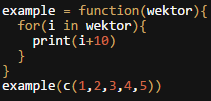 example = function(wektor){
  for(i in wektor){
    print(i+10)
  }
}
example(c(1,2,3,4,5))